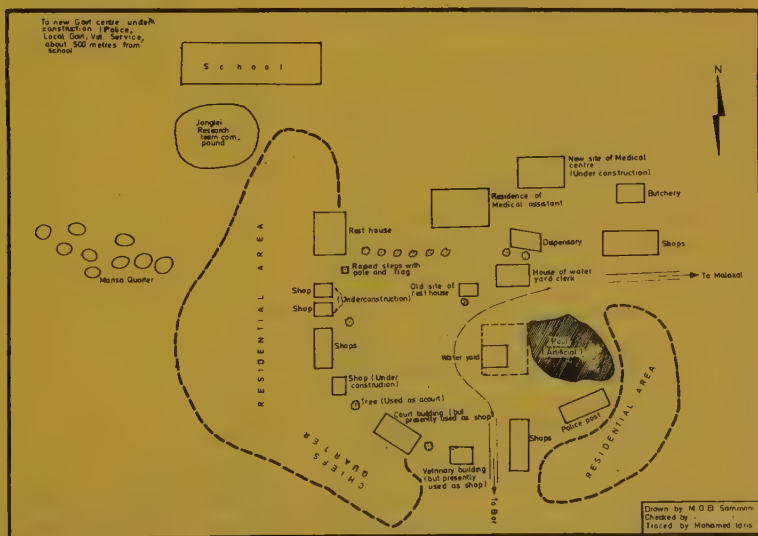 To new Govt centre under
construction (Police,
Local Govt, Vet. Service,
about 500 metres from
school
School
N
Jonglei
Research
team com_
pound
New site of Medical
centre
(Under construction)
Butchery
Residence of
Medical assistant
Rest house
Dispensary
Shops
RESIDENTIAL AREA
Mansa Quarter
Raised steps with
pole and flag
House of water
yard clerk
To Malakal
Shop
(Underconstruction)
Shop
Old site of
rest house
Shops
Water yard
Pool
(Artificial)
Shop (Under
construction)
Tree (Used as acourt)
Court building (but
presently used as shop)
Police post
RESIDENTIAL AREA
CHIEFS
QUARTER
Shops
Vetrinary building
(but presently
used as shop)
To Bor
Drawn by M.O El Sammani
Checked by
Traced by Mohamed Idris